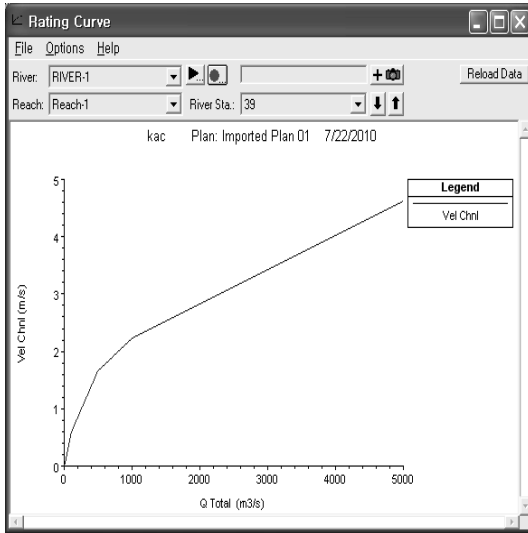 Rating Curve
File Options Help
River: RIVER-1
Reload Data
Reach: Reach-1 River Sta.: 39
kac Plan: Imported Plan 01 7/22/2010
Legend
Vel Chnl
5
4
3
2
1
0
Vel Chnl (m/s)
0 1000 2000 3000 4000 5000
Q Total (m3/s)